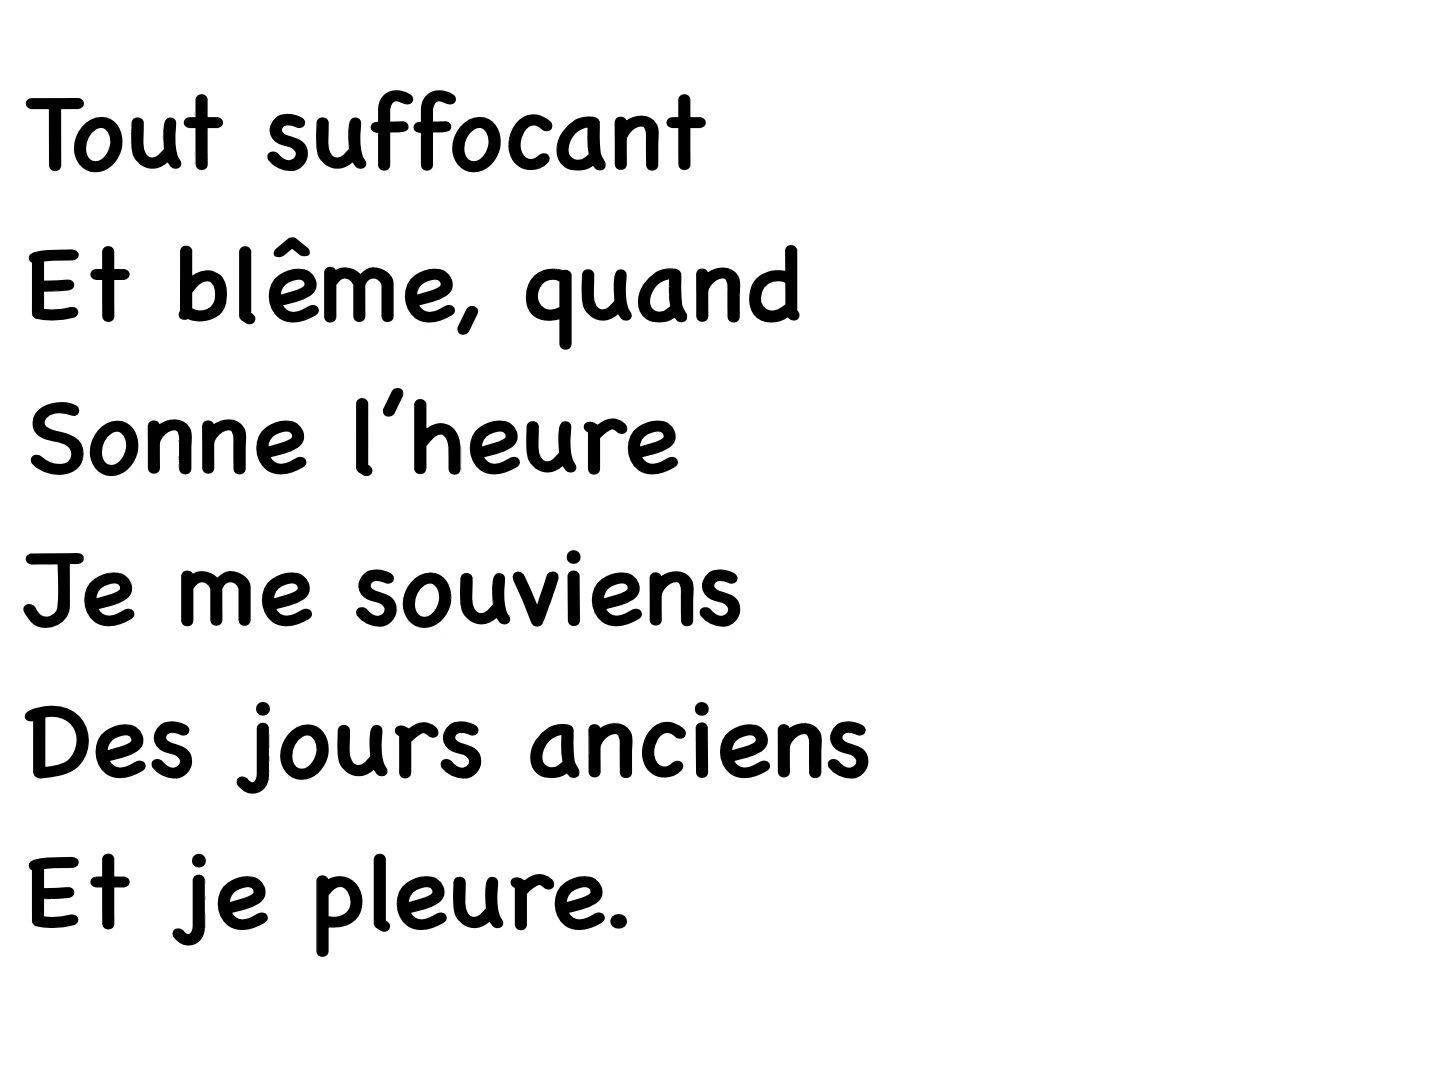 Tout suffocant
Et blême, quand
Sonne l’heure
Je me souviens
Des jours anciens
Et je pleure.